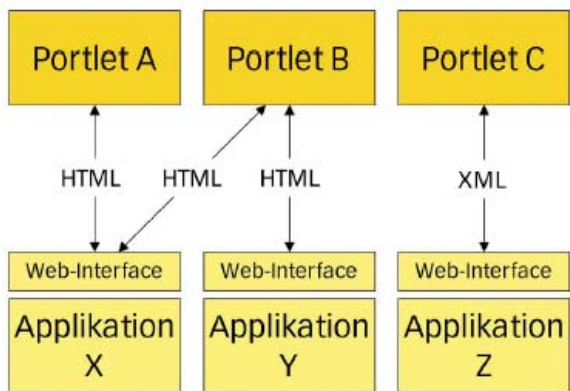 Portlet A
Portlet B
Portlet C
HTML
HTML
HTML
XML
Web-Interface
Web-Interface
Web-Interface
Applikation
X
Applikation
Y
Applikation
Z